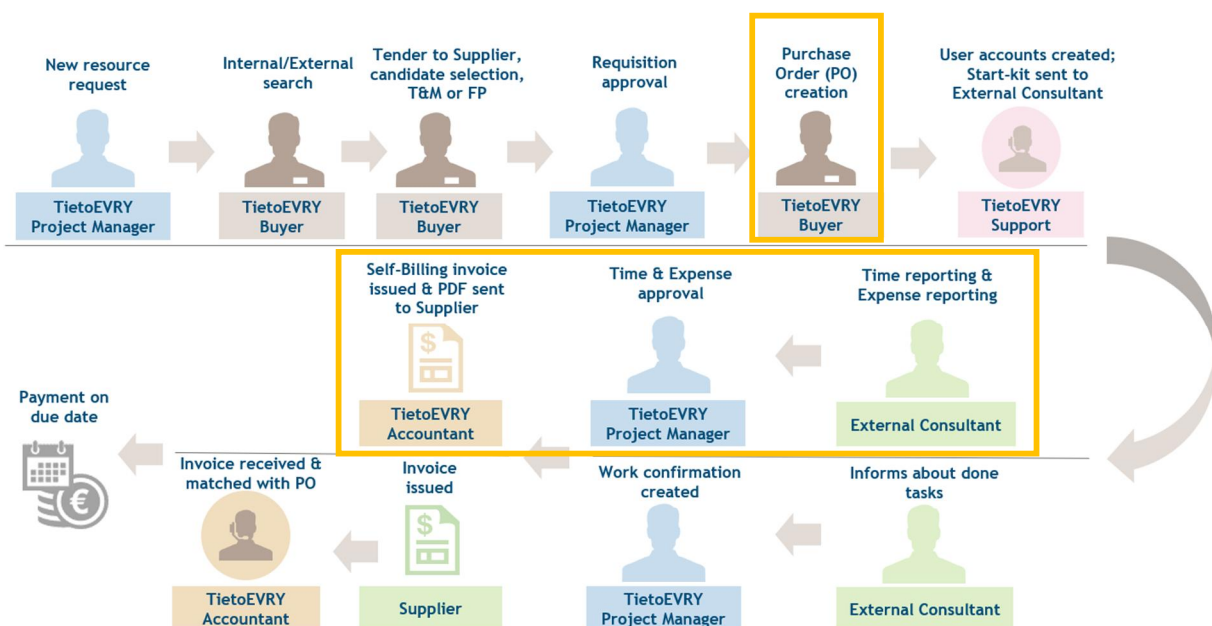 New resource
request
Internal/External
search
Tender to Supplier,
candidate selection,
T&M or FP
Requisition
approval
Purchase
Order (PO)
creation
User accounts created;
Start-kit sent to
External Consultant
TietoEVRY
Project Manager
TietoEVRY
Buyer
TietoEVRY
Buyer
TietoEVRY
Project Manager
TietoEVRY
Buyer
TietoEVRY
Support
Self-Billing invoice
issued & PDF sent
to Supplier
Time & Expense
approval
Time reporting &
Expense reporting
$
TietoEVRY
Accountant
TietoEVRY
Project Manager
External Consultant
Payment on
due date
€
Invoice received &
matched with PO
Invoice
issued
Work confirmation
created
Informs about done
tasks
$
TietoEVRY
Accountant
Supplier
TietoEVRY
Project Manager
External Consultant